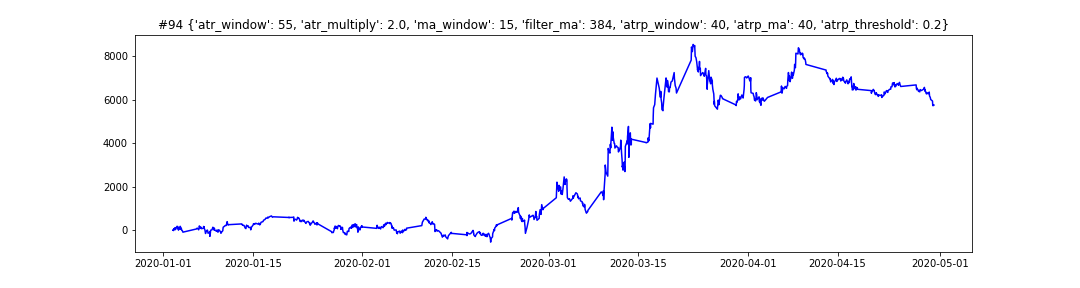 #94 {'atr_window': 55, 'atr_multiply': 2.0, 'ma_window': 15, 'filter_ma': 384, 'atrp_window': 40, 'atrp_ma': 40, 'atrp_threshold': 0.2}
8000
6000
4000
2000
0
2020-01-01 2020-01-15 2020-02-01 2020-02-15 2020-03-01 2020-03-15 2020-04-01 2020-04-15 2020-05-01